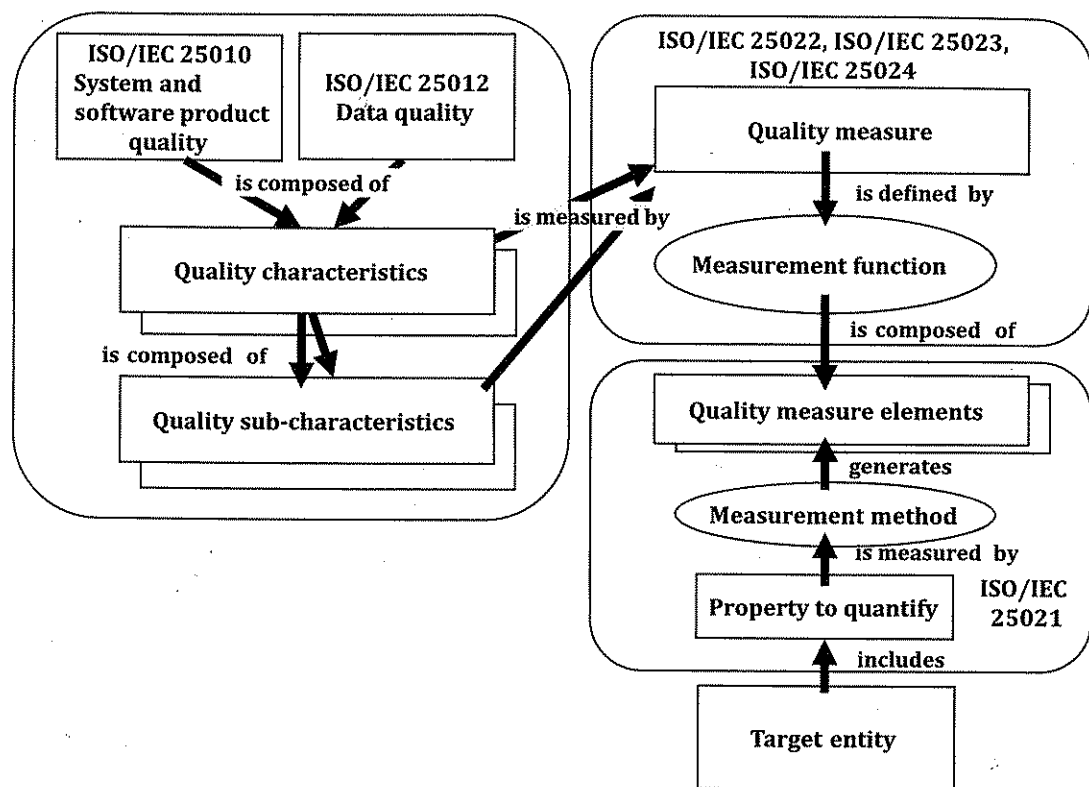 ISO/IEC 25010
System and
software product
quality
ISO/IEC 25012
Data quality
is composed of
Quality characteristics
is composed of
Quality sub-characteristics
is measured by
ISO/IEC 25022, ISO/IEC 25023,
ISO/IEC 25024
Quality measure
is defined by
Measurement function
is composed of
Quality measure elements
generates
Measurement method
is measured by
Property to quantify
ISO/IEC
25021
includes
Target entity